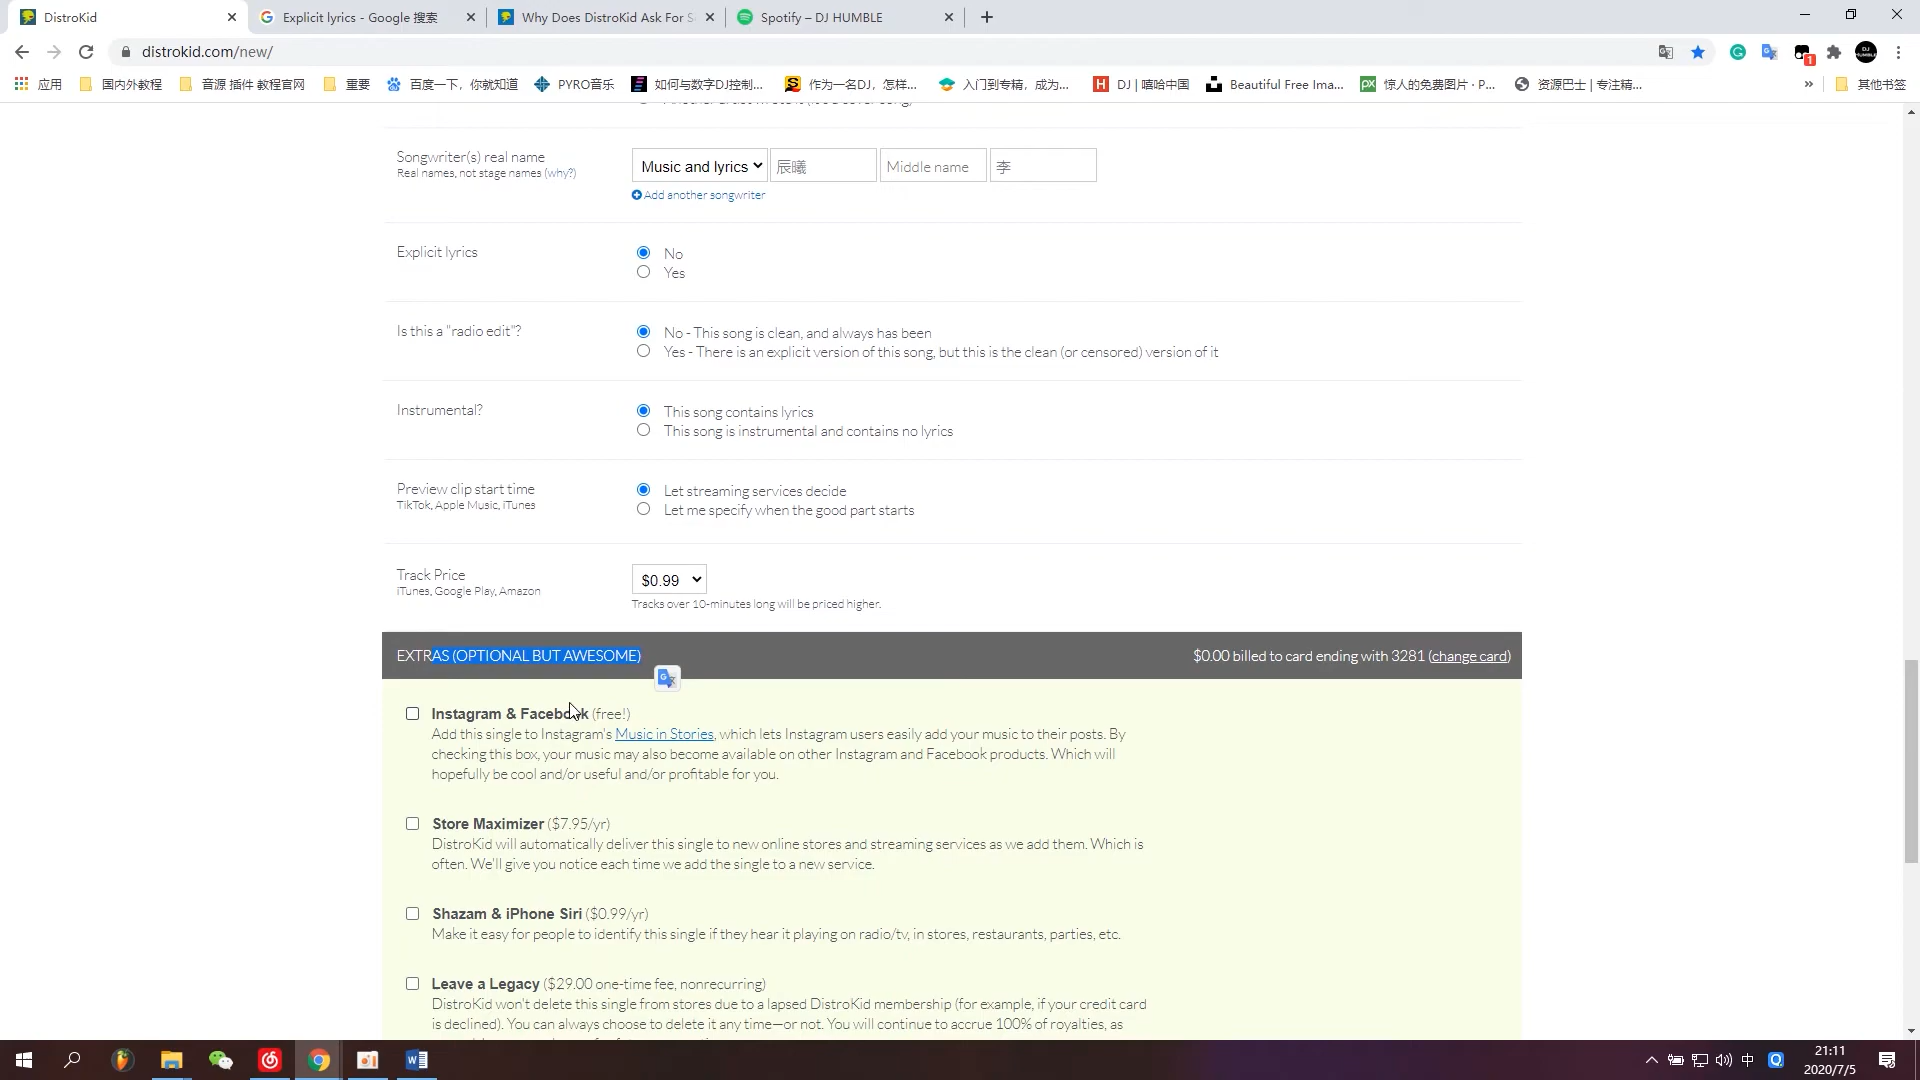 DistroKid
Explicit lyrics - Google 搜索
Why Does DistroKid Ask For S
Spotify – DJ HUMBLE
distrokid.com/new/
应用
国内外教程
音源 插件 教程官网
重要
百度一下，你就知道
PYRO音乐
如何与数字DJ控制...
作为一名DJ，怎样...
入门到专精，成为...
DJ | 嘻哈中国
Beautiful Free Ima...
惊人的免费图片 · P...
资源巴士 | 专注精...
其他书签
Songwriter(s) real name
Real names, not stage names (why?)
Music and lyrics
辰曦
Middle name
李
Add another songwriter
Explicit lyrics
No
Yes
Is this a "radio edit"?
No - This song is clean, and always has been
Yes - There is an explicit version of this song, but this is the clean (or censored) version of it
Instrumental?
This song contains lyrics
This song is instrumental and contains no lyrics
Preview clip start time
TikTok, Apple Music, iTunes
Let streaming services decide
Let me specify when the good part starts
Track Price
iTunes, Google Play, Amazon
$0.99
Tracks over 10-minutes long will be priced higher.
EXTRAS (OPTIONAL BUT AWESOME)
$0.00 billed to card ending with 3281 (change card)
Instagram & Facebook (free!)
Add this single to Instagram's Music in Stories, which lets Instagram users easily add your music to their posts. By
checking this box, your music may also become available on other Instagram and Facebook products. Which will
hopefully be cool and/or useful and/or profitable for you.
Store Maximizer ($7.95/yr)
DistroKid will automatically deliver this single to new online stores and streaming services as we add them. Which is
often. We'll give you notice each time we add the single to a new service.
Shazam & iPhone Siri ($0.99/yr)
Make it easy for people to identify this single if they hear it playing on radio/tv, in stores, restaurants, parties, etc.
Leave a Legacy ($29.00 one-time fee, nonrecurring)
DistroKid won't delete this single from stores due to a lapsed DistroKid membership (for example, if your credit card
is declined). You can always choose to delete it any time—or not. You will continue to accrue 100% of royalties, as
中
21:11
2020/7/5